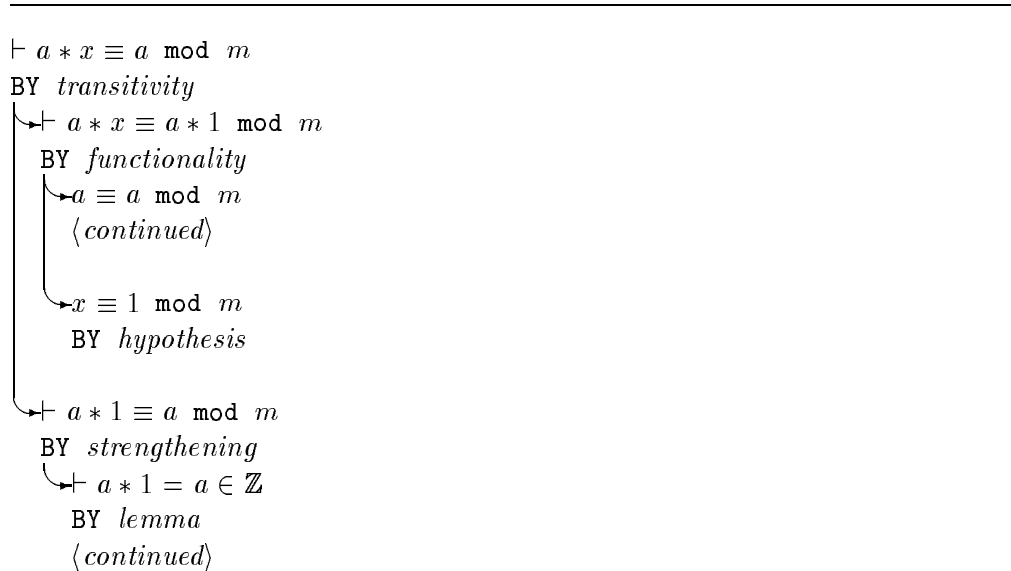 ⊢ a ∗ x ≡ a mod m
BY transitivity
⊢ a ∗ x ≡ a ∗ 1 mod m
BY functionality
a ≡ a mod m
⟨continued⟩
x ≡ 1 mod m
BY hypothesis
⊢ a ∗ 1 ≡ a mod m
BY strengthening
⊢ a ∗ 1 = a ∈ ℤ
BY lemma
⟨continued⟩